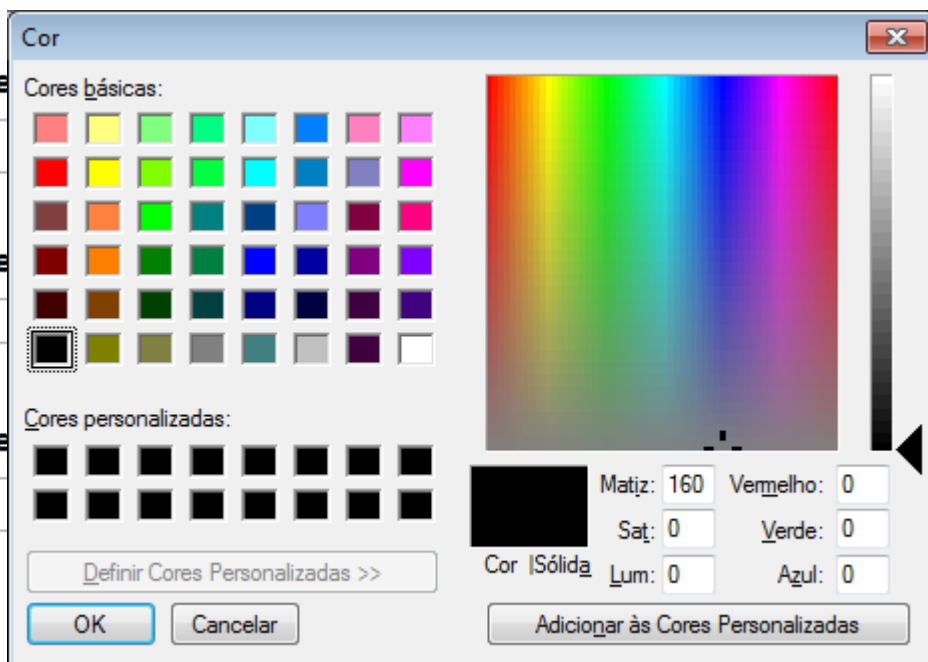 Cor
Cores básicas:
Cores personalizadas:
Definir Cores Personalizadas >>
OK
Cancelar
Cor |Sólida
Matiz: 160
Sat: 0
Lum: 0
Vermelho: 0
Verde: 0
Azul: 0
Adicionar às Cores Personalizadas